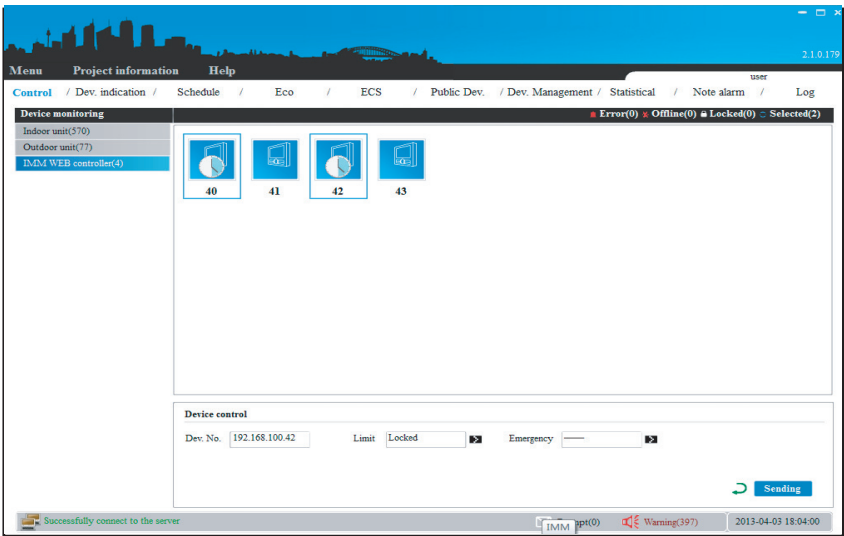 2.1.0.179
Menu Project information Help
user
Control / Dev. indication / Schedule / Eco / ECS / Public Dev. / Dev. Management / Statistical / Note alarm / Log
Device monitoring Error(0) Offline(0) Locked(0) Selected(2)
Indoor unit(570)
Outdoor unit(77)
IMM WEB controller(4)
40 41 42 43
Device control
Dev. No. 192.168.100.42 Limit Locked Emergency ——
Sending
Successfully connect to the server pt(0) Warning(397) 2013-04-03 18:04:00
IMM